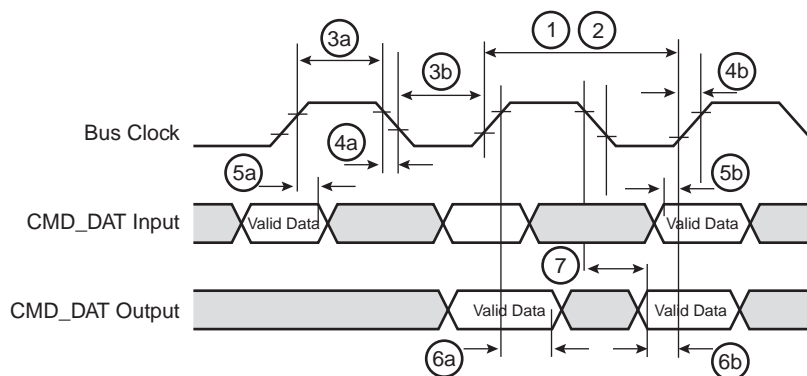 1 2
3a
3b
4b
Bus Clock
4a
5a
5b
CMD_DAT Input
Valid Data
Valid Data
7
CMD_DAT Output
Valid Data
Valid Data
6a
6b